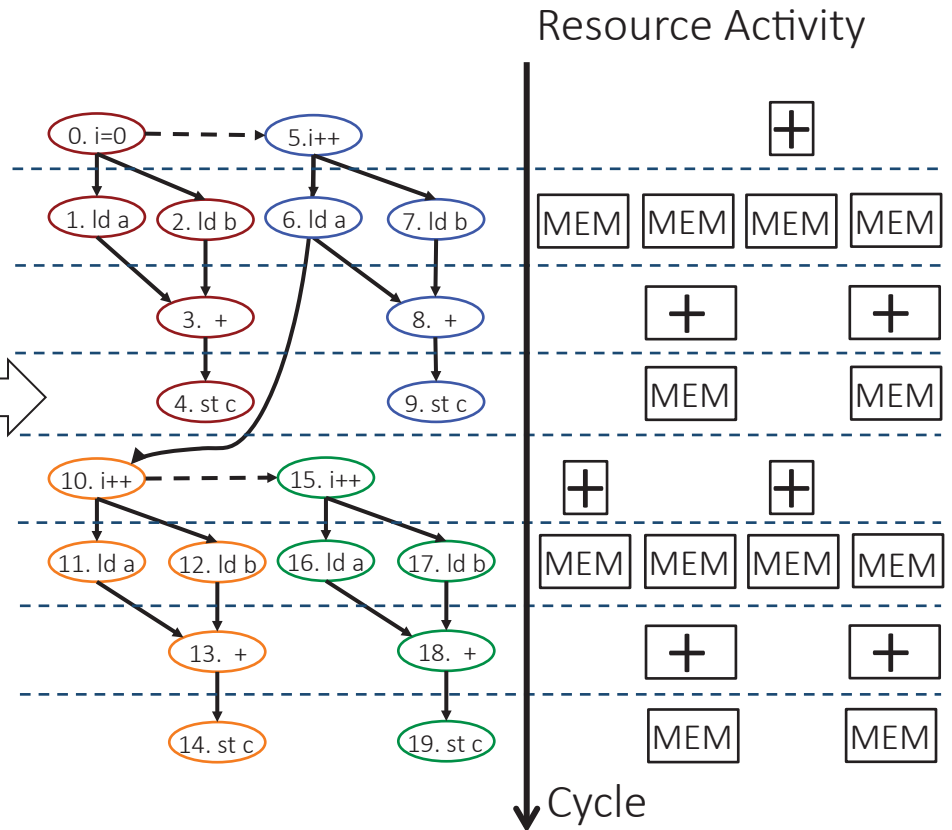 Resource Activity
0. i=0
5.i++
+
1. ld a
2. ld b
6. ld a
7. ld b
MEM
MEM
MEM
MEM
3. +
8. +
+
+
4. st c
9. st c
MEM
MEM
10. i++
15. i++
+
+
11. ld a
12. ld b
16. ld a
17. ld b
MEM
MEM
MEM
MEM
13. +
18. +
+
+
14. st c
19. st c
MEM
MEM
Cycle